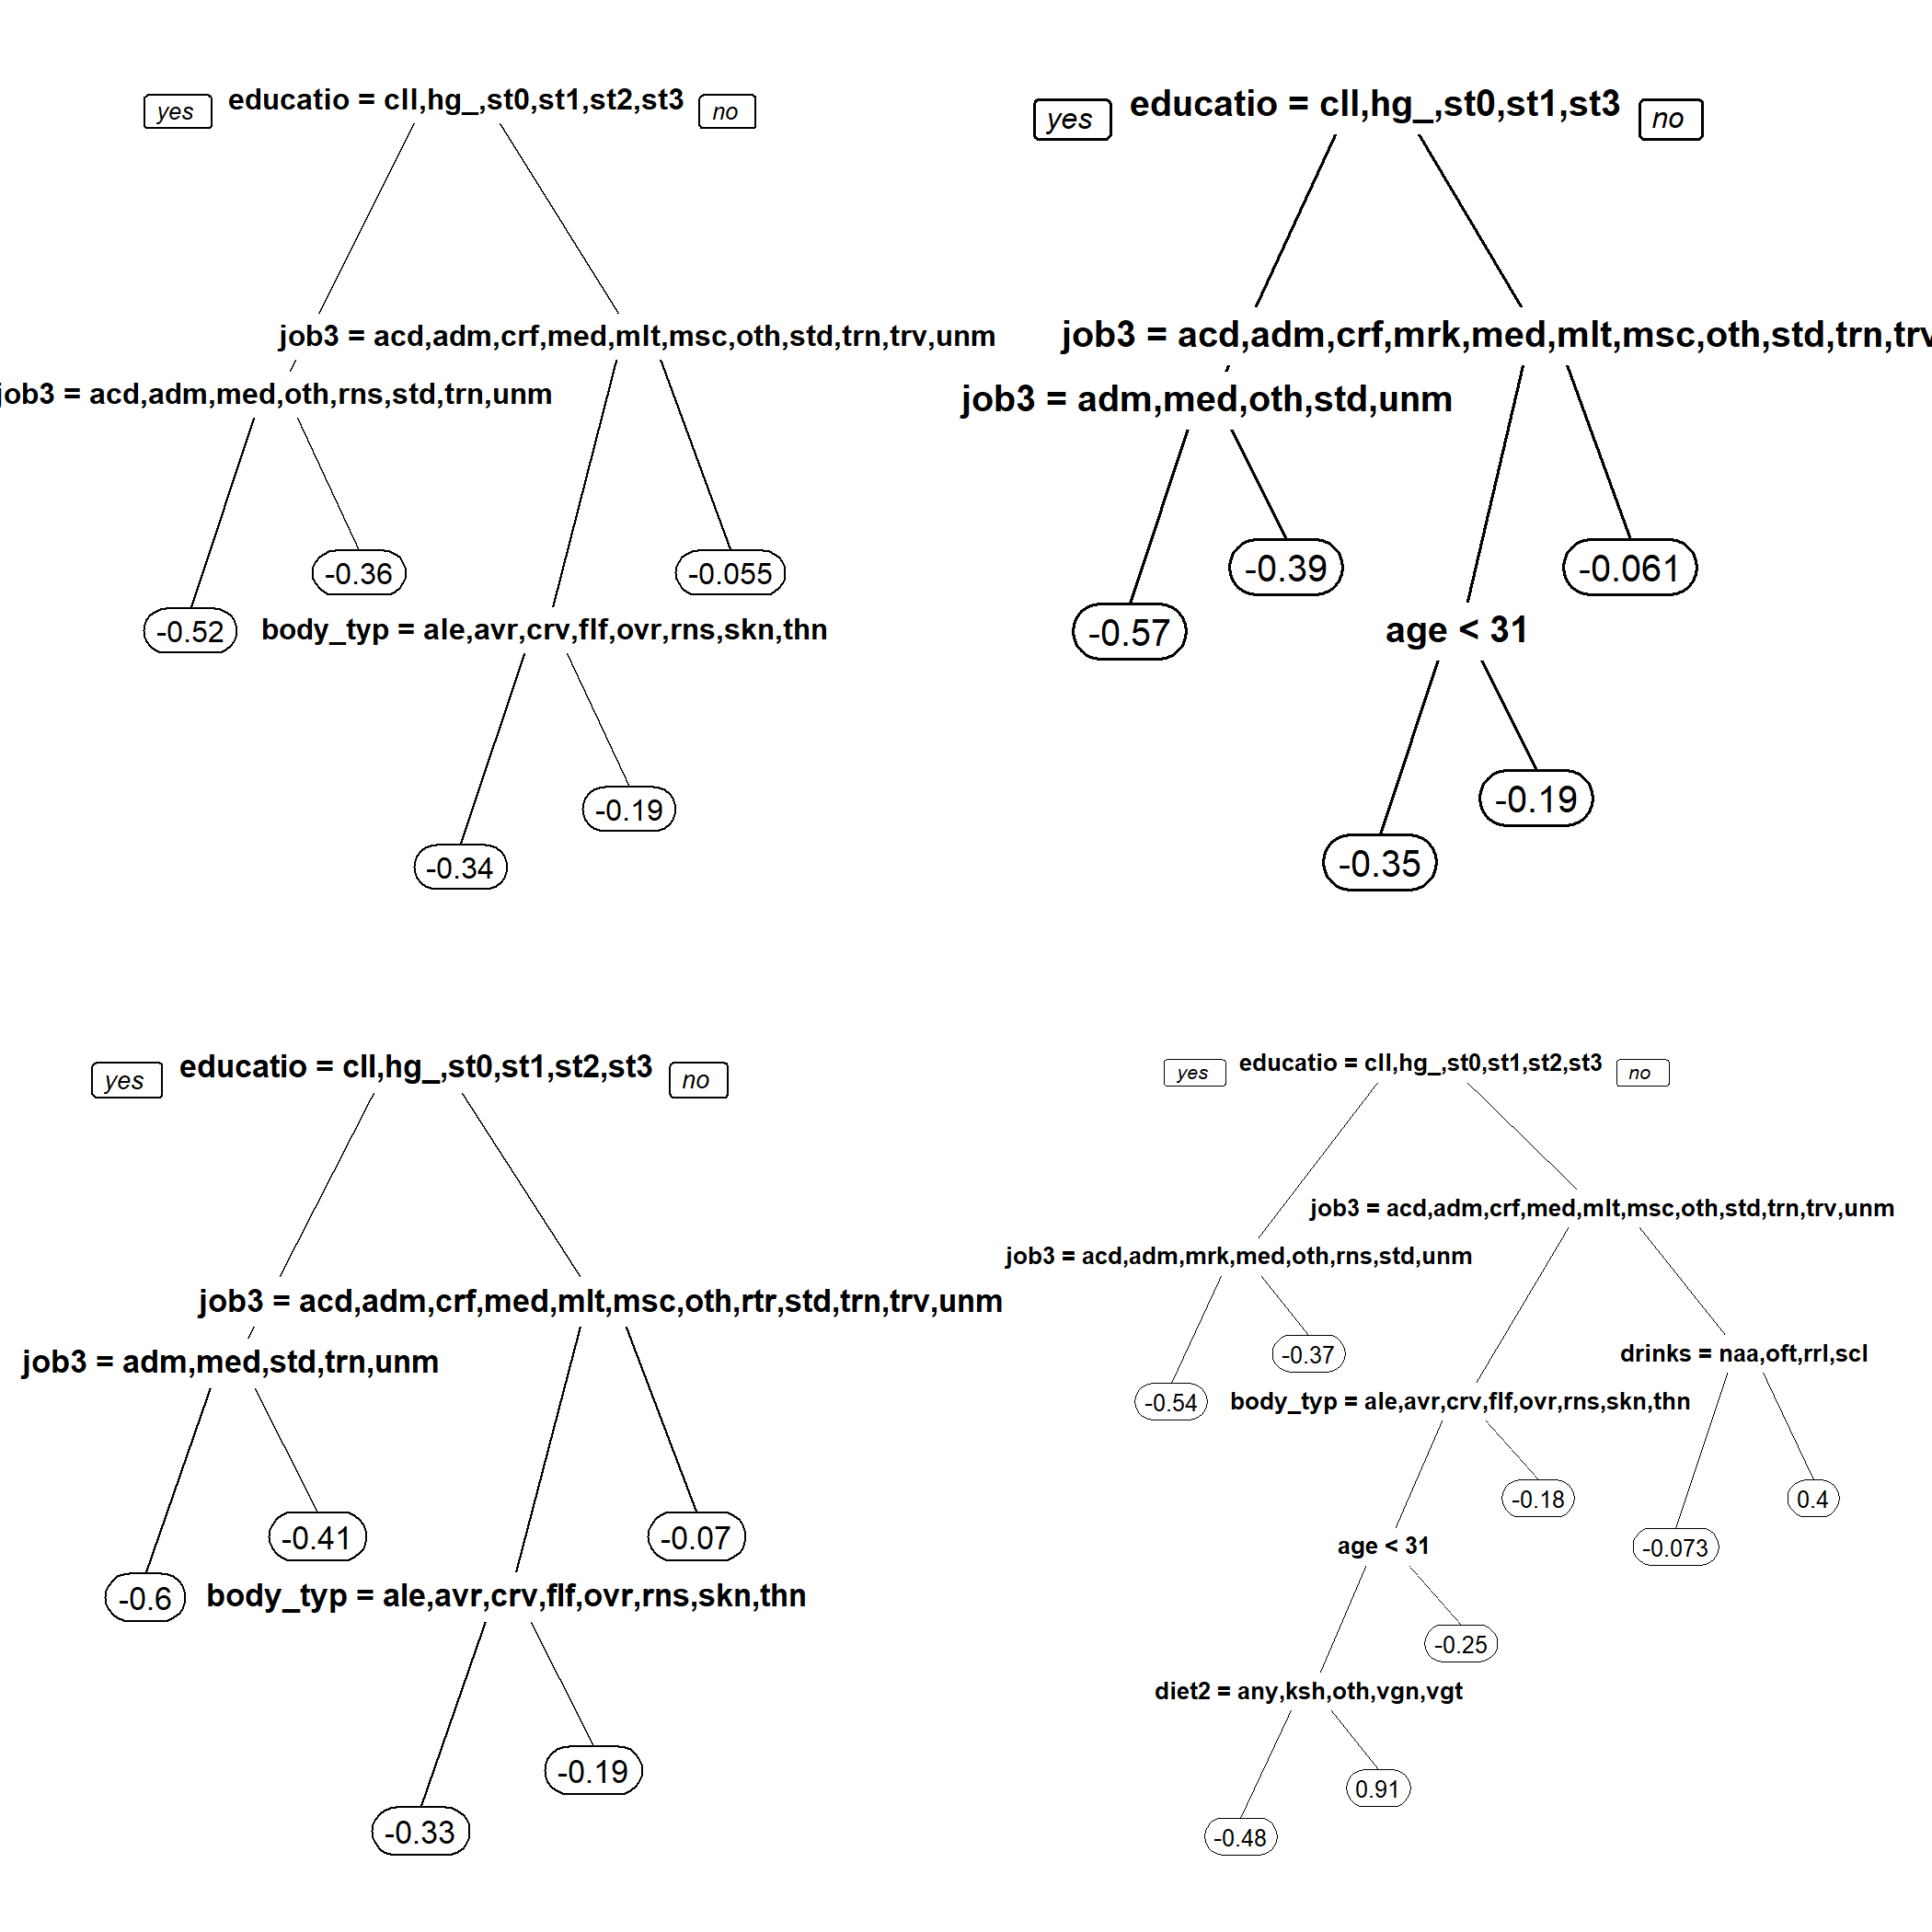 yes educatio = cll,hg_,st0,st1,st2,st3 no
job3 = acd,adm,crf,med,mlt,msc,oth,std,trn,trv,unm
job3 = acd,adm,med,oth,rns,std,trn,unm
-0.36
-0.055
-0.52
body_typ = ale,avr,crv,flf,ovr,rns,skn,thn
-0.19
-0.34
yes educatio = cll,hg_,st0,st1,st3 no
job3 = acd,adm,crf,mrk,med,mlt,msc,oth,std,trn,trv
job3 = adm,med,oth,std,unm
-0.39
-0.061
-0.57
age < 31
-0.19
-0.35
yes educatio = cll,hg_,st0,st1,st2,st3 no
job3 = acd,adm,crf,med,mlt,msc,oth,rtr,std,trn,trv,unm
job3 = adm,med,std,trn,unm
-0.41
-0.07
-0.6
body_typ = ale,avr,crv,flf,ovr,rns,skn,thn
-0.19
-0.33
yes educatio = cll,hg_,st0,st1,st2,st3 no
job3 = acd,adm,crf,med,mlt,msc,oth,std,trn,trv,unm
job3 = acd,adm,mrk,med,oth,rns,std,unm
-0.37
drinks = naa,oft,rrl,scl
-0.54
body_typ = ale,avr,crv,flf,ovr,rns,skn,thn
-0.18
0.4
age < 31
-0.073
-0.25
diet2 = any,ksh,oth,vgn,vgt
0.91
-0.48